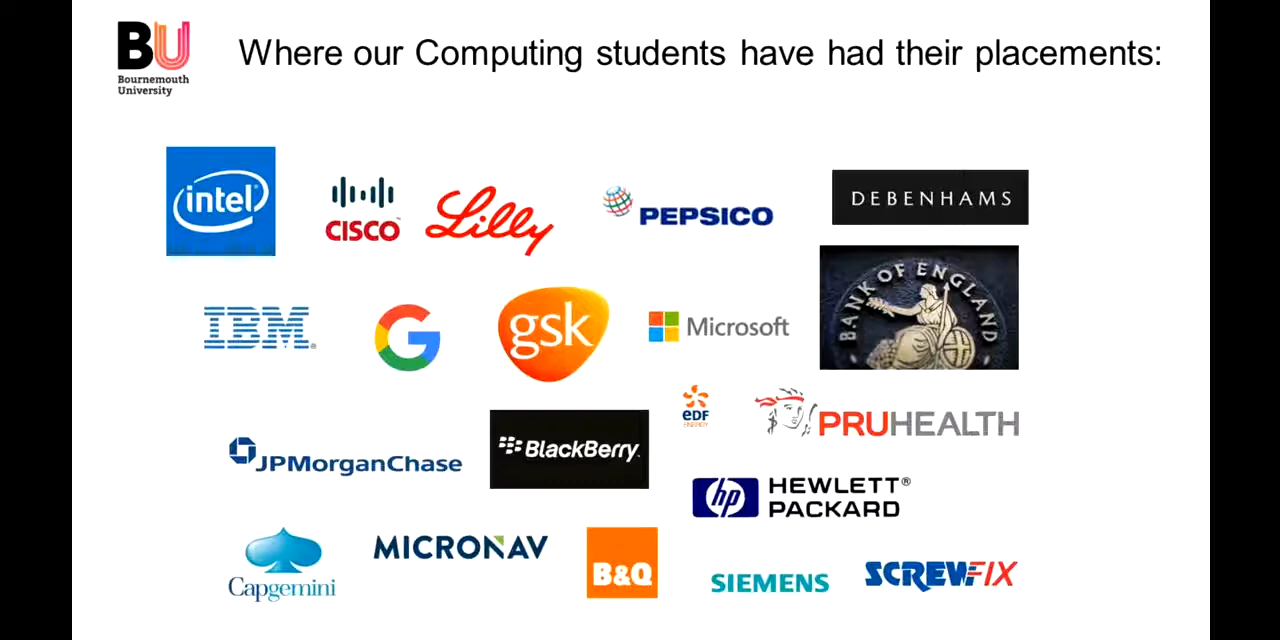 BU
Bournemouth
University
Where our Computing students have had their placements:
intel
CISCO
Lilly
PEPSICO
DEBENHAMS
IBM
G
gsk
Microsoft
BANK OF ENGLAND
JPMorganChase
BlackBerry
eDF
ENERGY
PRUHEALTH
hp HEWLETT®
PACKARD
Capgemini
MICRONAV
B&Q
SIEMENS
SCREWFIX